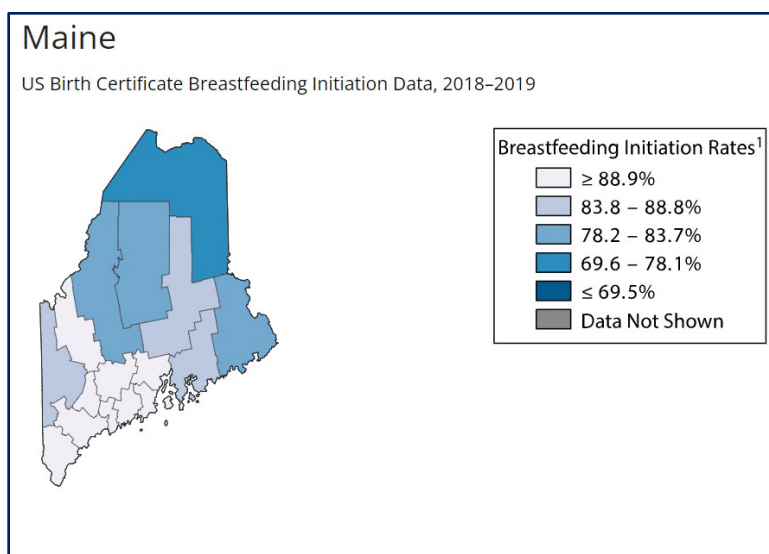 Maine
US Birth Certificate Breastfeeding Initiation Data, 2018–2019
Breastfeeding Initiation Rates¹
≥ 88.9%
83.8 – 88.8%
78.2 – 83.7%
69.6 – 78.1%
≤ 69.5%
Data Not Shown